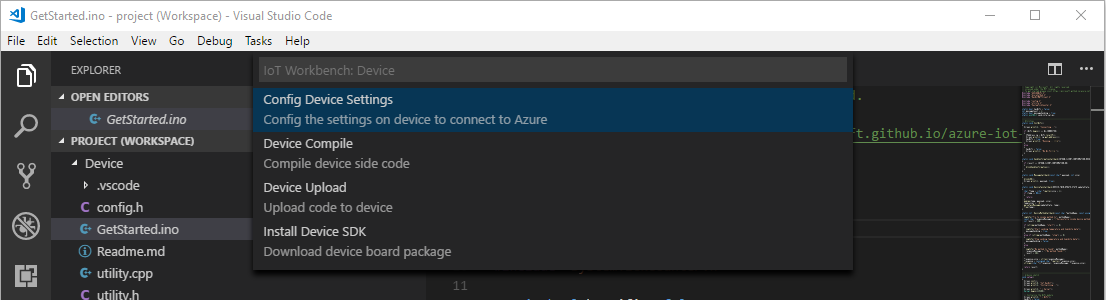 GetStarted.ino - project (Workspace) - Visual Studio Code
File Edit Selection View Go Debug Tasks Help
EXPLORER
IoT Workbench: Device
OPEN EDITORS
GetStarted.ino
PROJECT (WORKSPACE)
Device
.vscode
config.h
GetStarted.ino
Readme.md
utility.cpp
utility.h
Config Device Settings
Config the settings on device to connect to Azure
Device Compile
Compile device side code
Device Upload
Upload code to device
Install Device SDK
Download device board package
d.
ft.github.io/azure-iot-
11